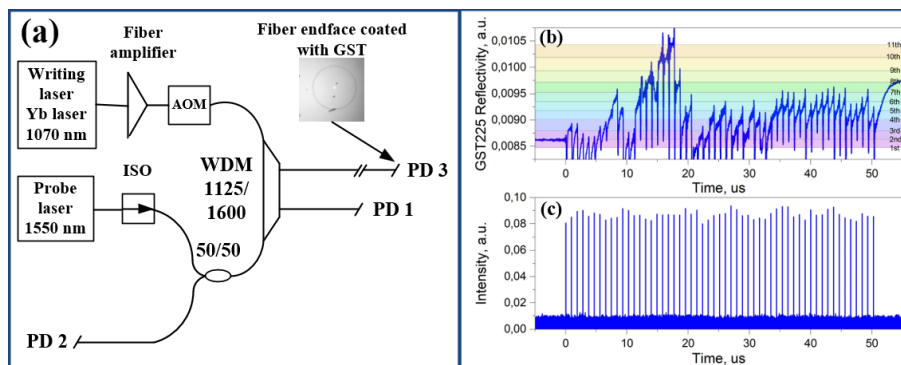 (a)
Fiber
amplifier
Fiber endface coated
with GST
Writing
laser
Yb laser
1070 nm
AOM
PD 3
WDM
1125/
1600
ISO
Probe
laser
1550 nm
PD 1
50/50
PD 2
(b)
GST225 Reflectivity, a.u.
0,0105
0,0100
0,0095
0,0090
0,0085
11th
10th
9th
8th
7th
6th
5th
4th
3rd
2nd
1st
0 10 20 30 40 50
Time, us
(c)
Intensity, a.u.
0,10
0,08
0,06
0,04
0,02
0,00
0 10 20 30 40 50
Time, us